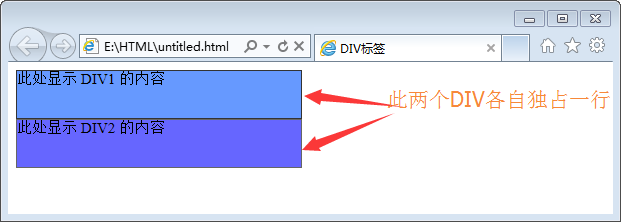 E:\HTML\untitled.html
DIV标签
此处显示 DIV1 的内容
此两个DIV各自独占一行
此处显示 DIV2 的内容